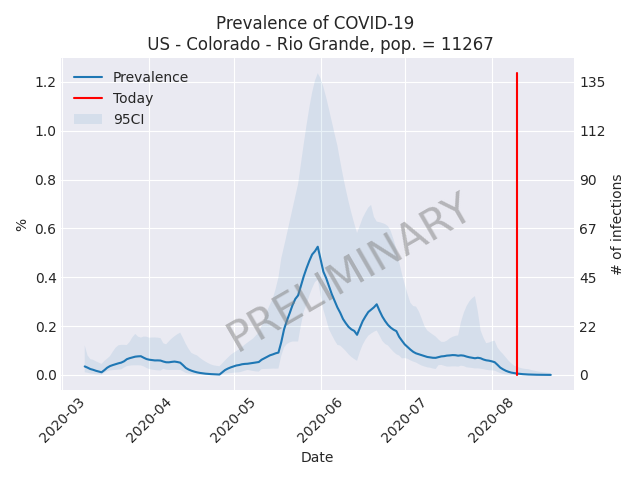 Prevalence of COVID-19
US - Colorado - Rio Grande, pop. = 11267
Prevalence
Today
95CI
1.2
1.0
0.8
0.6
0.4
0.2
0.0
%
135
112
90
67
45
22
0
# of infections
PRELIMINARY
2020-03
2020-04
2020-05
2020-06
2020-07
2020-08
Date